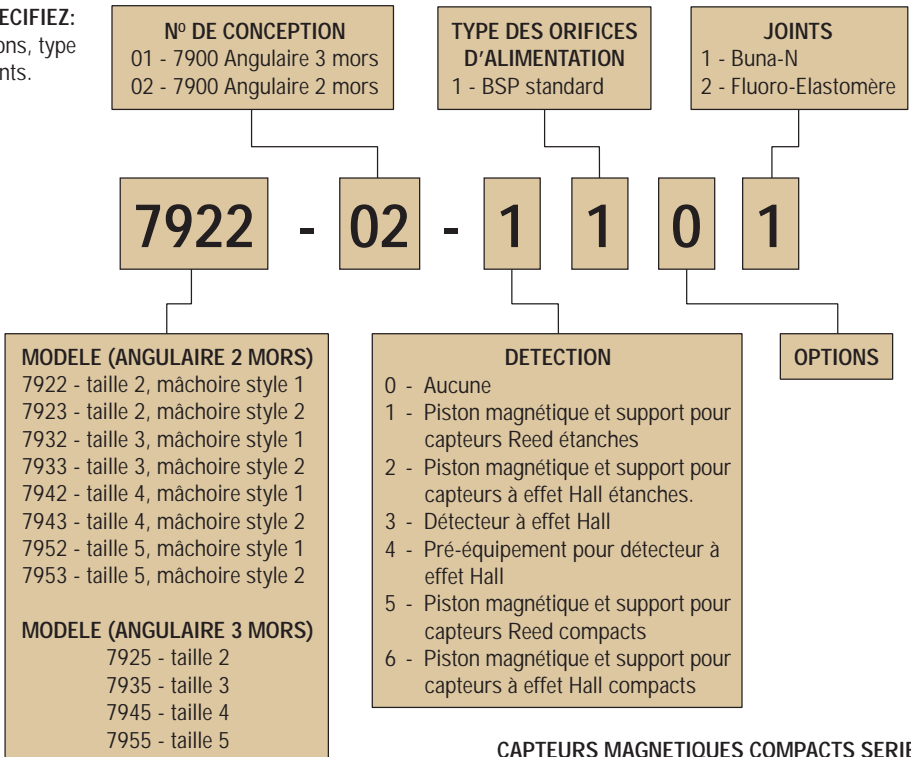 ECIFIEZ:
ons, type
nts.
Nº DE CONCEPTION
01 - 7900 Angulaire 3 mors
02 - 7900 Angulaire 2 mors
TYPE DES ORIFICES
D'ALIMENTATION
1 - BSP standard
JOINTS
1 - Buna-N
2 - Fluoro-Elastomère
7922 - 02 - 1 1 0 1
MODELE (ANGULAIRE 2 MORS)
7922 - taille 2, mâchoire style 1
7923 - taille 2, mâchoire style 2
7932 - taille 3, mâchoire style 1
7933 - taille 3, mâchoire style 2
7942 - taille 4, mâchoire style 1
7943 - taille 4, mâchoire style 2
7952 - taille 5, mâchoire style 1
7953 - taille 5, mâchoire style 2
MODELE (ANGULAIRE 3 MORS)
7925 - taille 2
7935 - taille 3
7945 - taille 4
7955 - taille 5
DETECTION
0 - Aucune
1 - Piston magnétique et support pour
capteurs Reed étanches
2 - Piston magnétique et support pour
capteurs à effet Hall étanches.
3 - Détecteur à effet Hall
4 - Pré-équipement pour détecteur à
effet Hall
5 - Piston magnétique et support pour
capteurs Reed compacts
6 - Piston magnétique et support pour
capteurs à effet Hall compacts
OPTIONS
CAPTEURS MAGNETIQUES COMPACTS SERIE